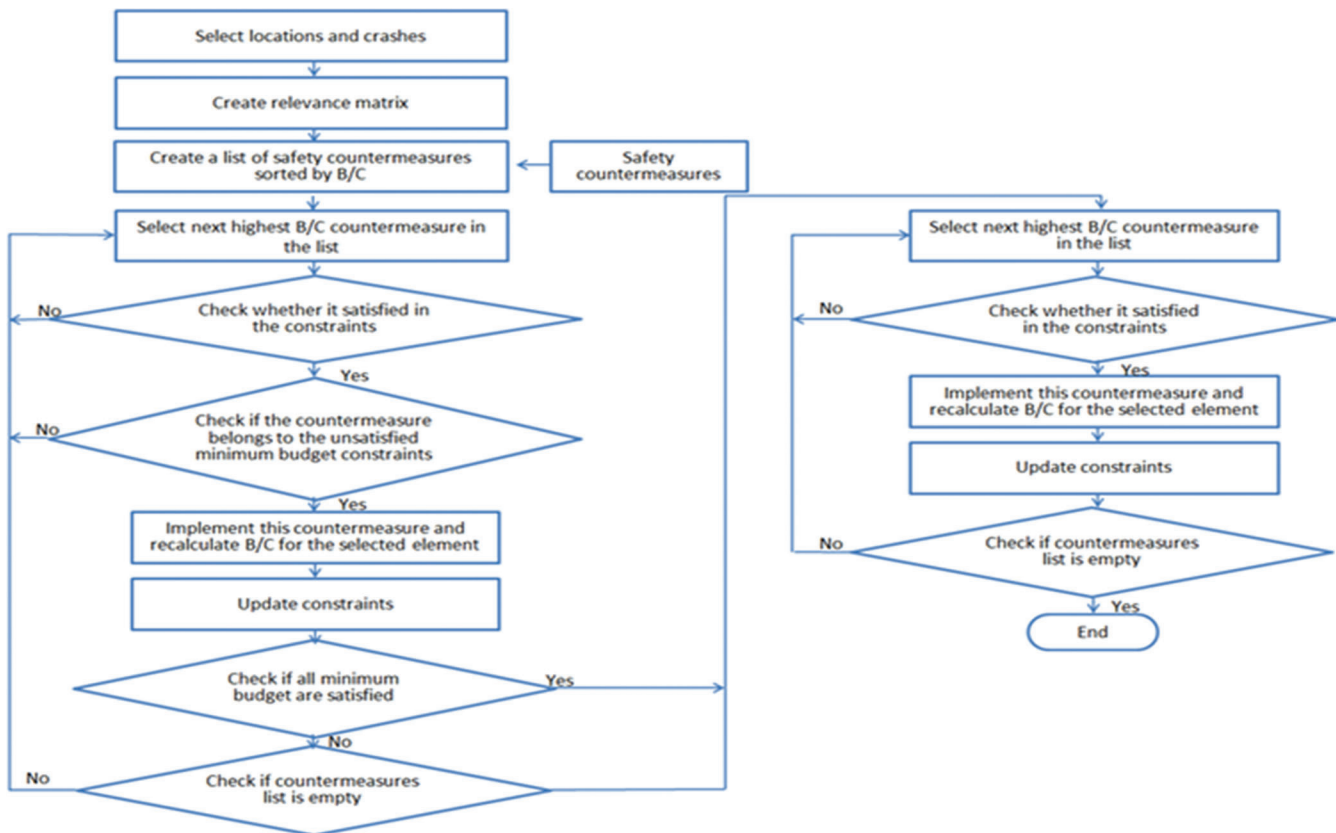 Select locations and crashes
Create relevance matrix
Create a list of safety countermeasures
sorted by B/C
Safety
countermeasures
Select next highest B/C countermeasure in
the list
No
Check whether it satisfied in
the constraints
Yes
No
Check if the countermeasure
belongs to the unsatisfied
minimum budget constraints
Yes
Implement this countermeasure and
recalculate B/C for the selected element
Update constraints
Check if all minimum
budget are satisfied
Yes
No
No
Check if countermeasures
list is empty
Select next highest B/C countermeasure
in the list
No
Check whether it satisfied
in the constraints
Yes
Implement this countermeasure and
recalculate B/C for the selected element
Update constraints
No
Check if countermeasures
list is empty
Yes
End